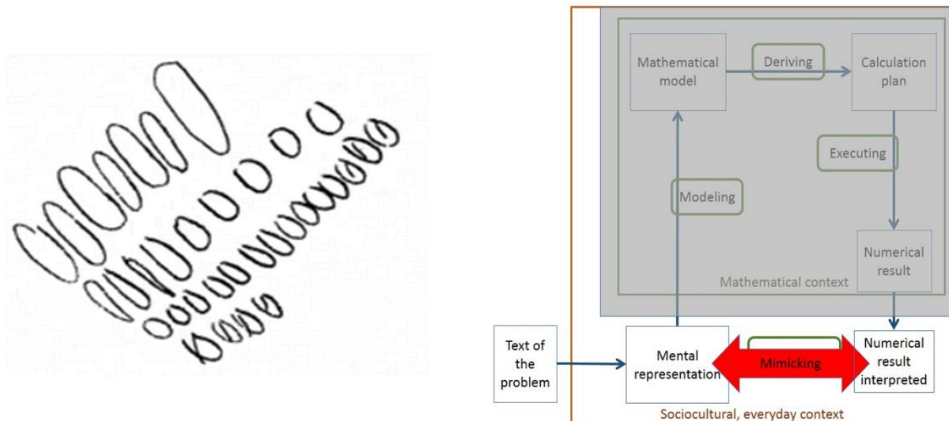 Mathematical
model
Deriving
Calculation
plan
Executing
Modeling
Numerical
result
Mathematical context
Text of
the
problem
Mental
representation
Mimicking
Numerical
result
interpreted
Sociocultural, everyday context